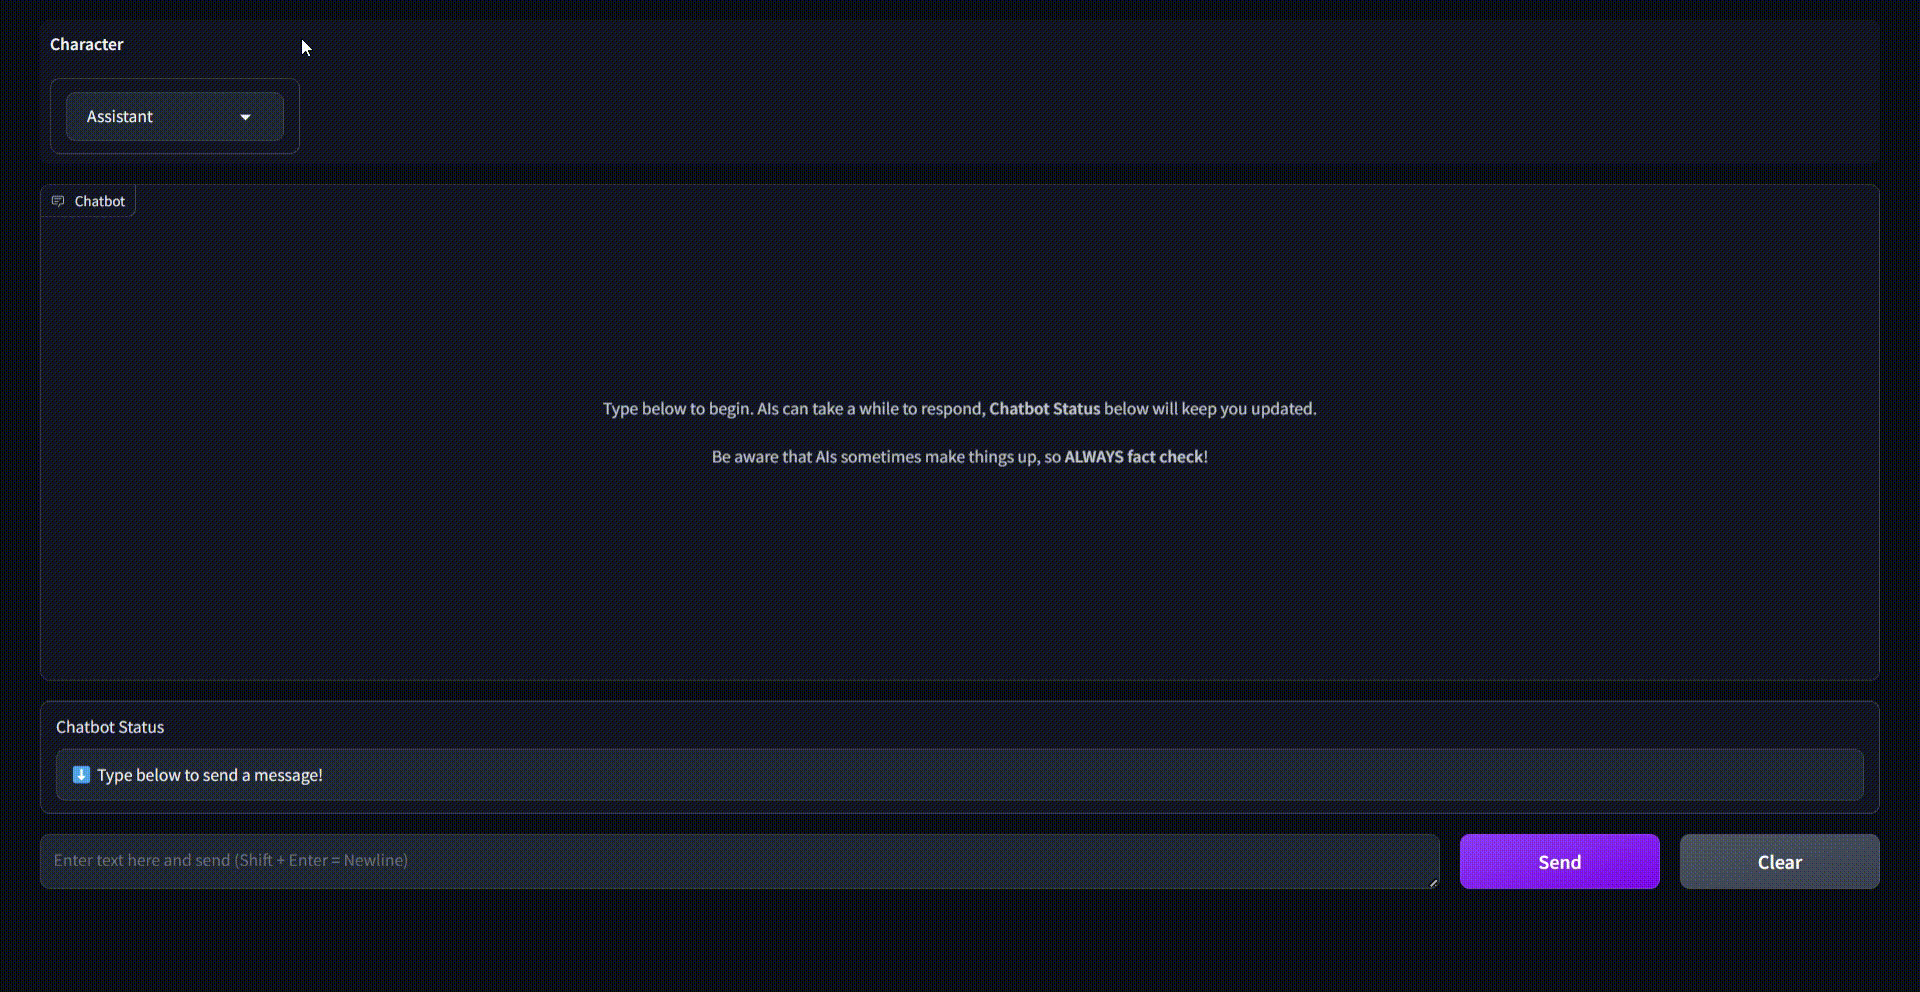 Character
Assistant
Chatbot
Type below to begin. AIs can take a while to respond, Chatbot Status below will keep you updated.
Be aware that AIs sometimes make things up, so ALWAYS fact check!
Chatbot Status
⬇️ Type below to send a message!
Enter text here and send (Shift + Enter = Newline)
Send
Clear